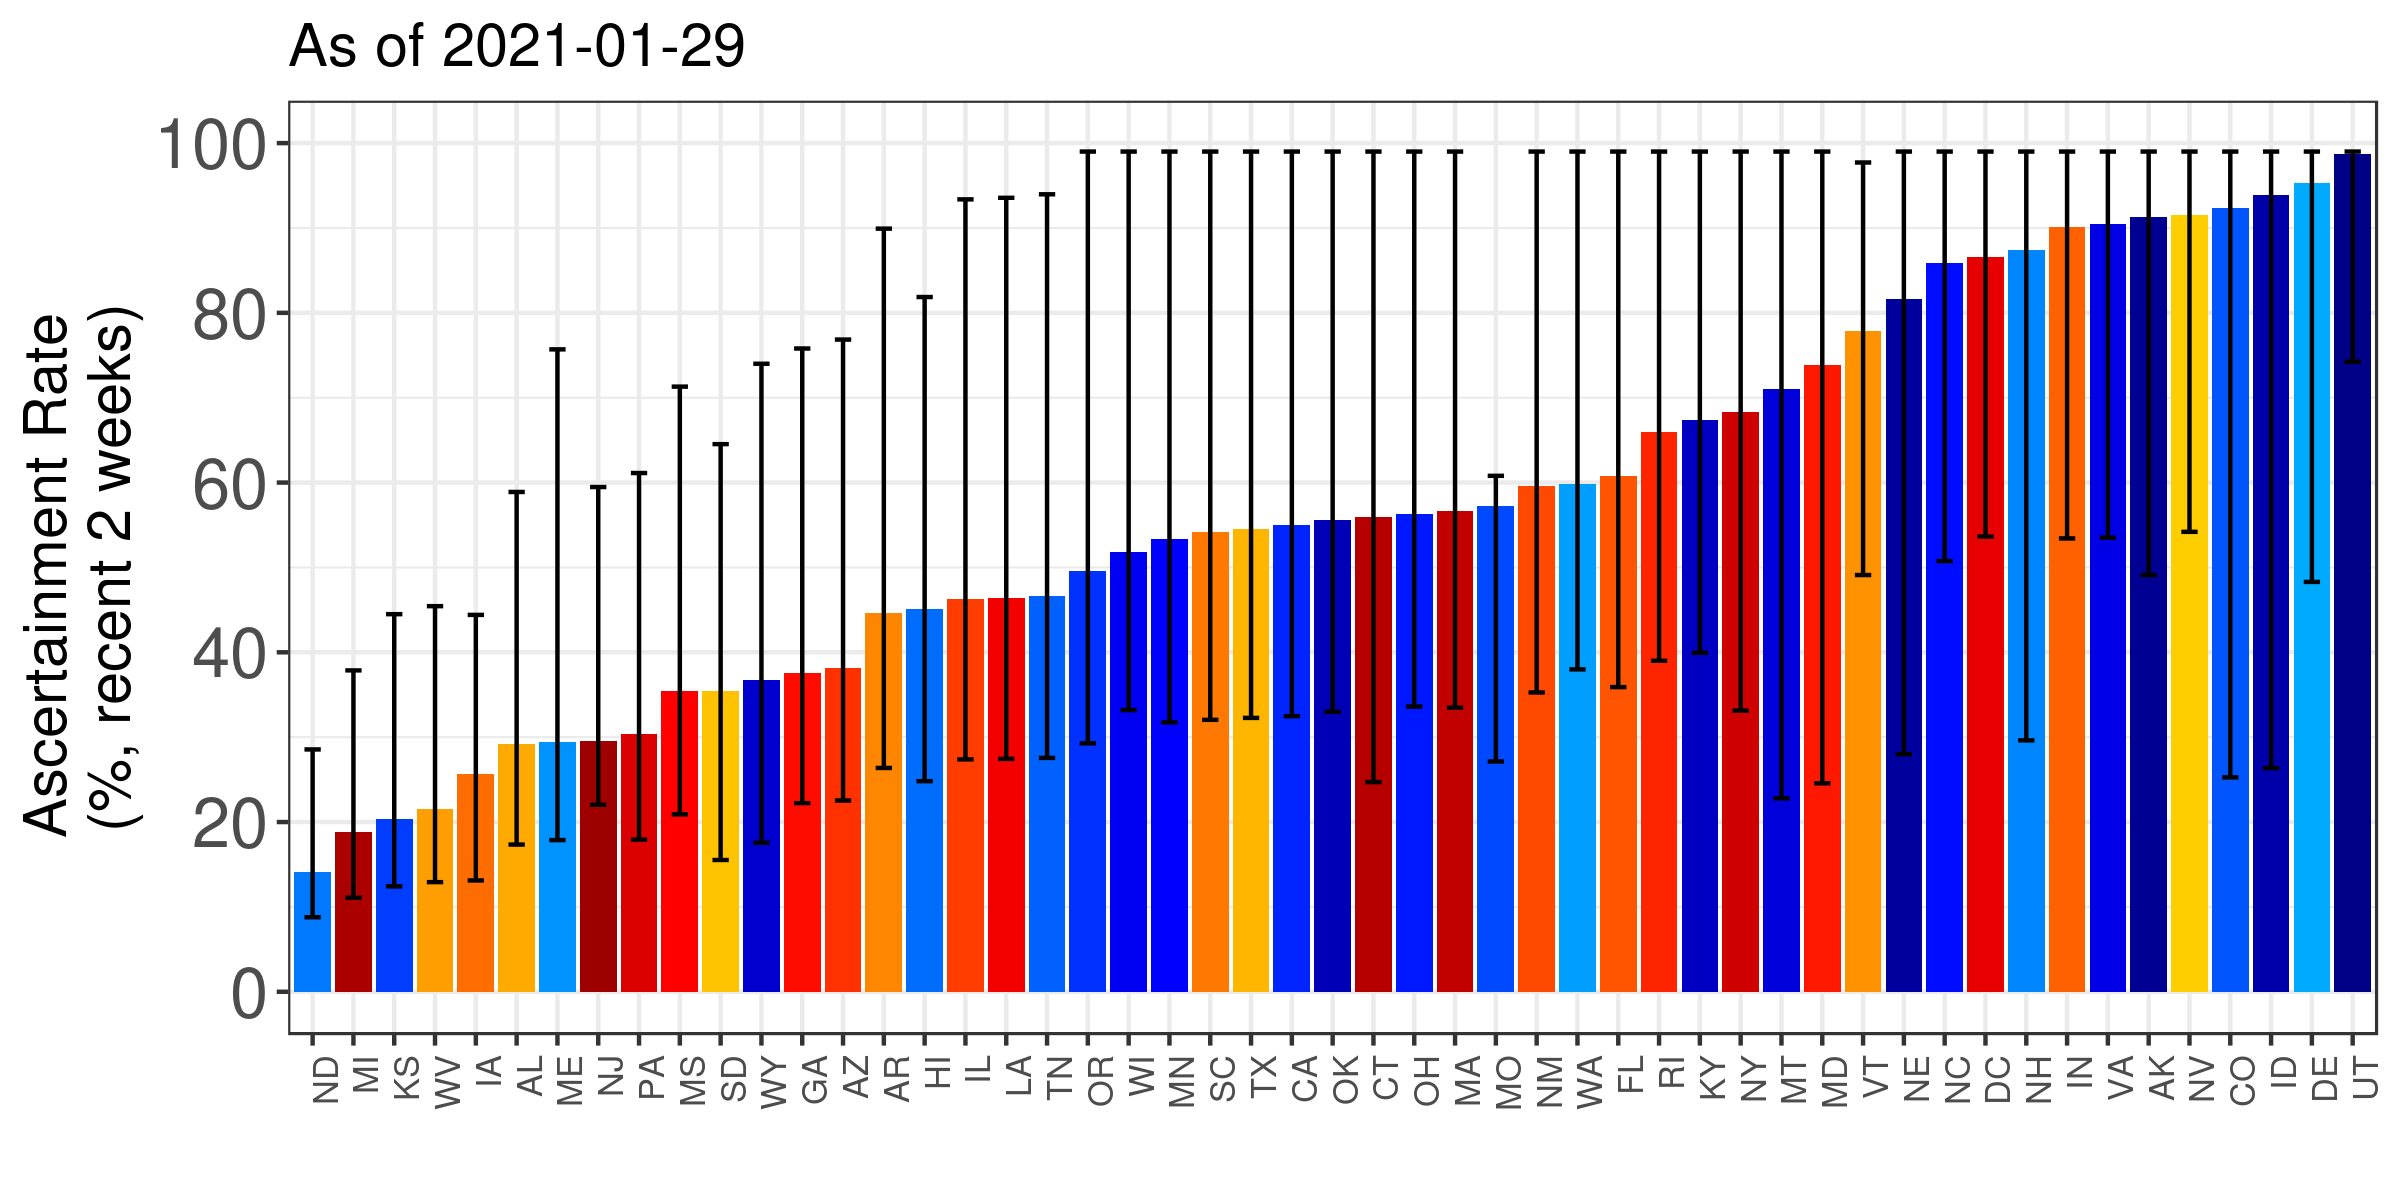 As of 2021-01-29
Ascertainment Rate
(%, recent 2 weeks)
100
80
60
40
20
0
ND MI KS WV IA AL ME NJ PA MS SD WY GA AZ AR HI IL LA TN OR WI MN SC TX CA OK CT OH MA MO NM WA FL RI KY NY MT MD VT NE NC DC NH IN VA AK NV CO ID DE UT